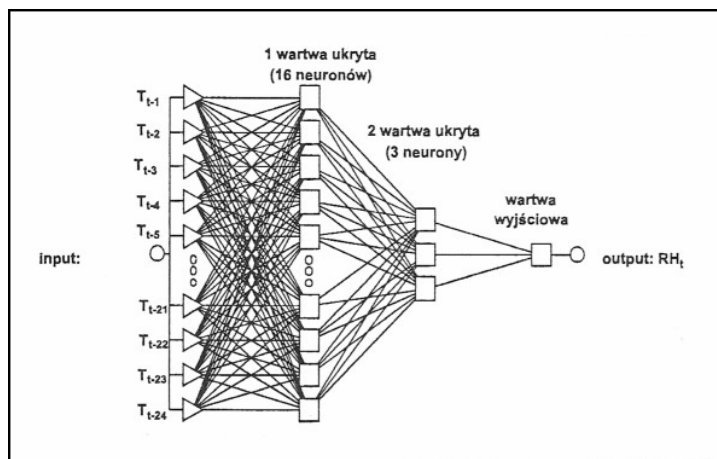 1 wartwa ukryta
(16 neuronów)
T t-1
T t-2
2 wartwa ukryta
(3 neurony)
T t-3
T t-4
wartwa
wyjściowa
T t-5
input:
output: RH t
T t-21
T t-22
T t-23
T t-24